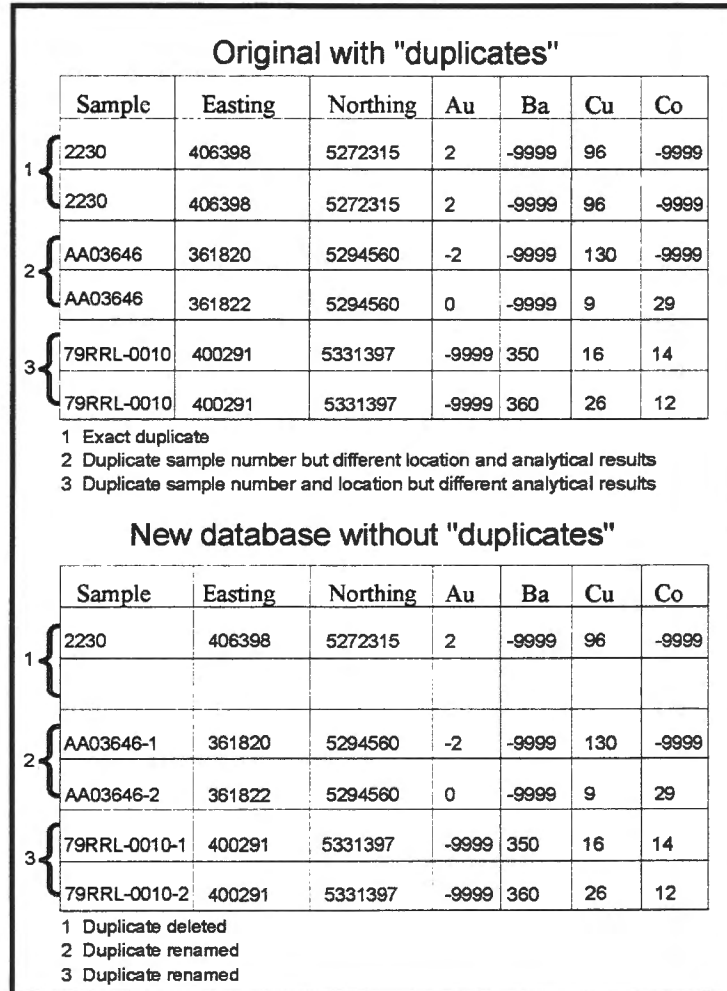 Original with "duplicates"
Sample Easting Northing Au Ba Cu Co
1 2230 406398 5272315 2 -9999 96 -9999
2230 406398 5272315 2 -9999 96 -9999
2 AA03646 361820 5294560 -2 -9999 130 -9999
AA03646 361822 5294560 0 -9999 9 29
3 79RRL-0010 400291 5331397 -9999 350 16 14
79RRL-0010 400291 5331397 -9999 360 26 12
1 Exact duplicate
2 Duplicate sample number but different location and analytical results
3 Duplicate sample number and location but different analytical results
New database without "duplicates"
Sample Easting Northing Au Ba Cu Co
1 2230 406398 5272315 2 -9999 96 -9999
2 AA03646-1 361820 5294560 -2 -9999 130 -9999
AA03646-2 361822 5294560 0 -9999 9 29
3 79RRL-0010-1 400291 5331397 -9999 350 16 14
79RRL-0010-2 400291 5331397 -9999 360 26 12
1 Duplicate deleted
2 Duplicate renamed
3 Duplicate renamed